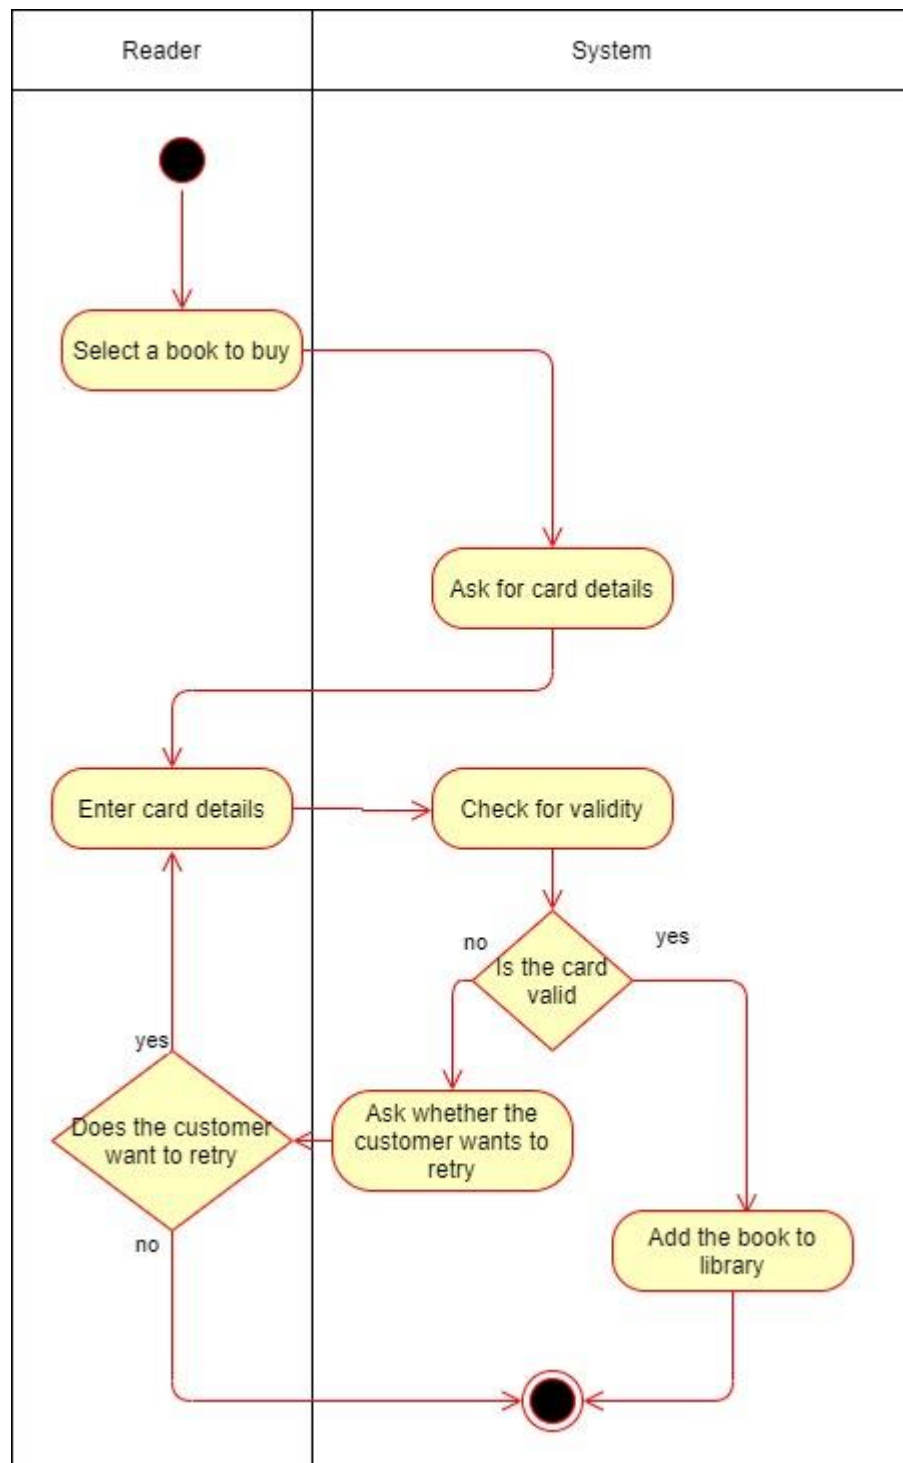 Reader
System
Select a book to buy
Ask for card details
Enter card details
Check for validity
no
yes
Is the card
valid
yes
Does the customer
want to retry
Ask whether the
customer wants to
retry
no
Add the book to
library